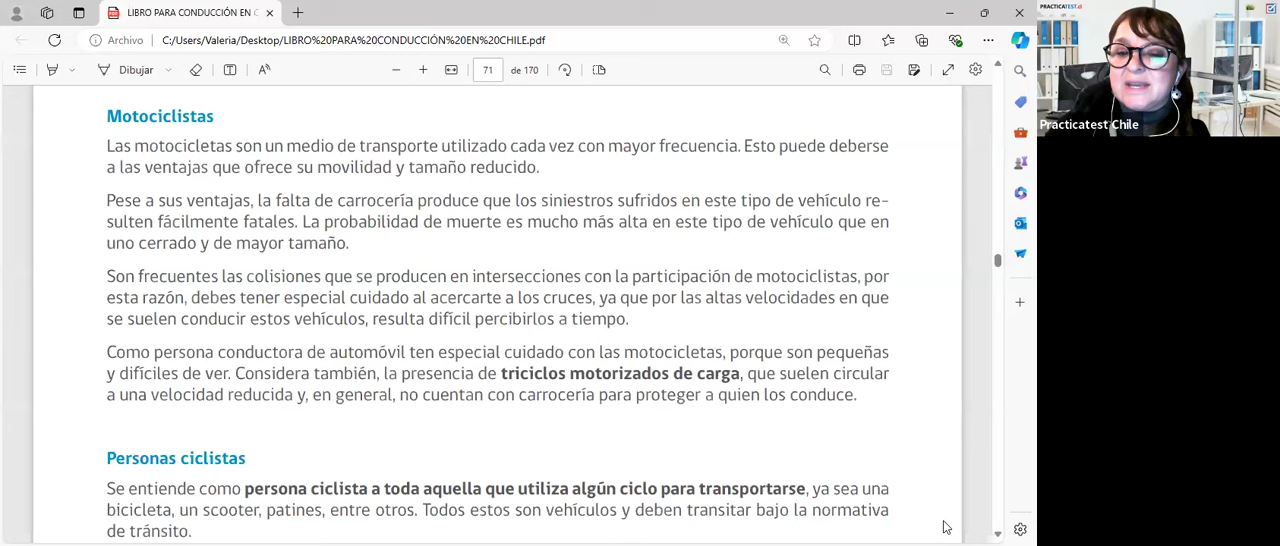 LIBRO PARA CONDUCCIÓN EN C
Archivo
C:/Users/Valeria/Desktop/LIBRO%20PARA%20CONDUCCIÓN%20EN%20CHILE.pdf
Dibujar
71
de 170
PRACTICATEST.cl
Practicatest Chile
Motociclistas
Las motocicletas son un medio de transporte utilizado cada vez con mayor frecuencia. Esto puede deberse
a las ventajas que ofrece su movilidad y tamaño reducido.
Pese a sus ventajas, la falta de carrocería produce que los siniestros sufridos en este tipo de vehículo re-
sulten fácilmente fatales. La probabilidad de muerte es mucho más alta en este tipo de vehículo que en
uno cerrado y de mayor tamaño.
Son frecuentes las colisiones que se producen en intersecciones con la participación de motociclistas, por
esta razón, debes tener especial cuidado al acercarte a los cruces, ya que por las altas velocidades en que
se suelen conducir estos vehículos, resulta difícil percibirlos a tiempo.
Como persona conductora de automóvil ten especial cuidado con las motocicletas, porque son pequeñas
y difíciles de ver. Considera también, la presencia de triciclos motorizados de carga, que suelen circular
a una velocidad reducida y, en general, no cuentan con carrocería para proteger a quien los conduce.
Personas ciclistas
Se entiende como persona ciclista a toda aquella que utiliza algún ciclo para transportarse, ya sea una
bicicleta, un scooter, patines, entre otros. Todos estos son vehículos y deben transitar bajo la normativa
de tránsito.